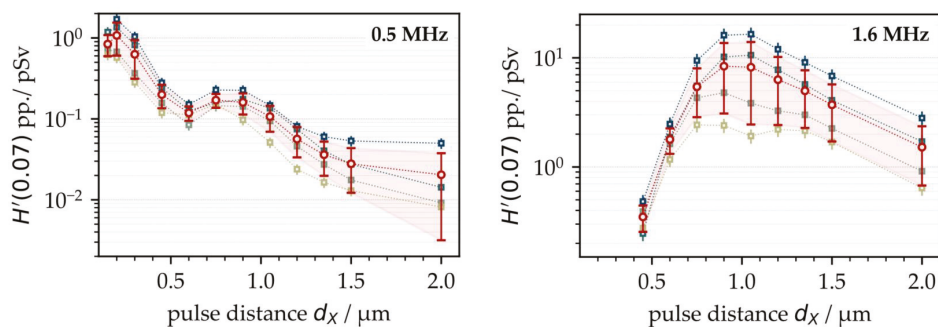 H′(0.07) pp./ pSv
10⁰
10⁻¹
10⁻²
0.5 MHz
0.5 1.0 1.5 2.0
pulse distance dₓ / µm
H′(0.07) pp./ pSv
10¹
10⁰
1.6 MHz
0.5 1.0 1.5 2.0
pulse distance dₓ / µm